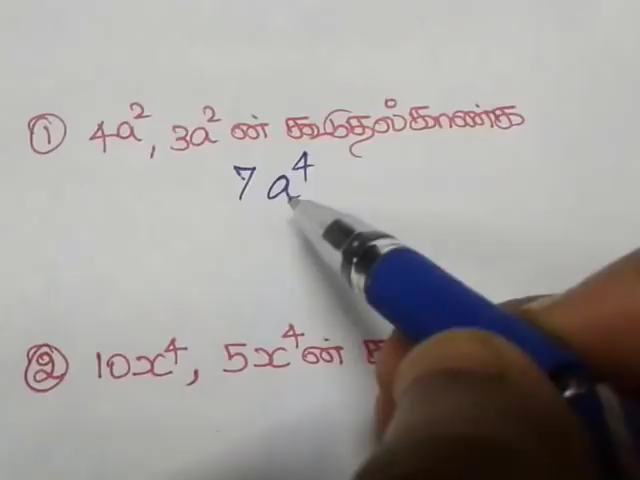 ① 4a², 3a² ன் கூடுதல் காண்க
7a⁴
② 10x⁴, 5x⁴ ன்